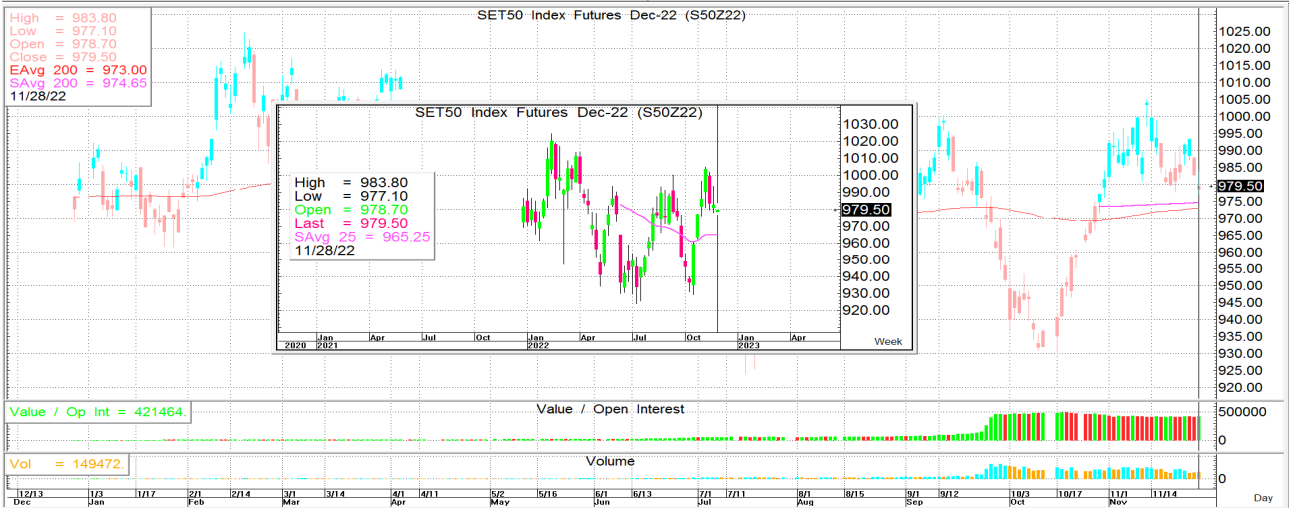 SET50 Index Futures Dec-22 (S50Z22)
High = 983.80
Low = 977.10
Open = 978.70
Close = 979.50
EAvg 200 = 973.00
SAvg 200 = 974.65
11/28/22
1025.00
1020.00
1015.00
1010.00
1005.00
1000.00
995.00
990.00
985.00
979.50
975.00
970.00
965.00
960.00
955.00
950.00
945.00
940.00
935.00
930.00
925.00
920.00
SET50 Index Futures Dec-22 (S50Z22)
High = 983.80
Low = 977.10
Open = 978.70
Last = 979.50
SAvg 25 = 965.25
11/28/22
1030.00
1020.00
1010.00
1000.00
990.00
979.50
970.00
960.00
950.00
940.00
930.00
920.00
Jan Apr Jul Oct Jan Apr Jul Oct Jan Apr
2020 2021 2022 2023
Week
Value / Op Int = 421464.
Value / Open Interest
500000
0
Vol = 149472.
Volume
0
12/13 1/3 1/17 2/1 2/14 3/1 3/14 4/1 4/11 5/2 5/16 6/1 6/13 7/1 7/11 8/1 8/15 9/1 9/12 10/3 10/17 11/1 11/14
Dec Jan Feb Mar Apr May Jun Jul Aug Sep Oct Nov
Day